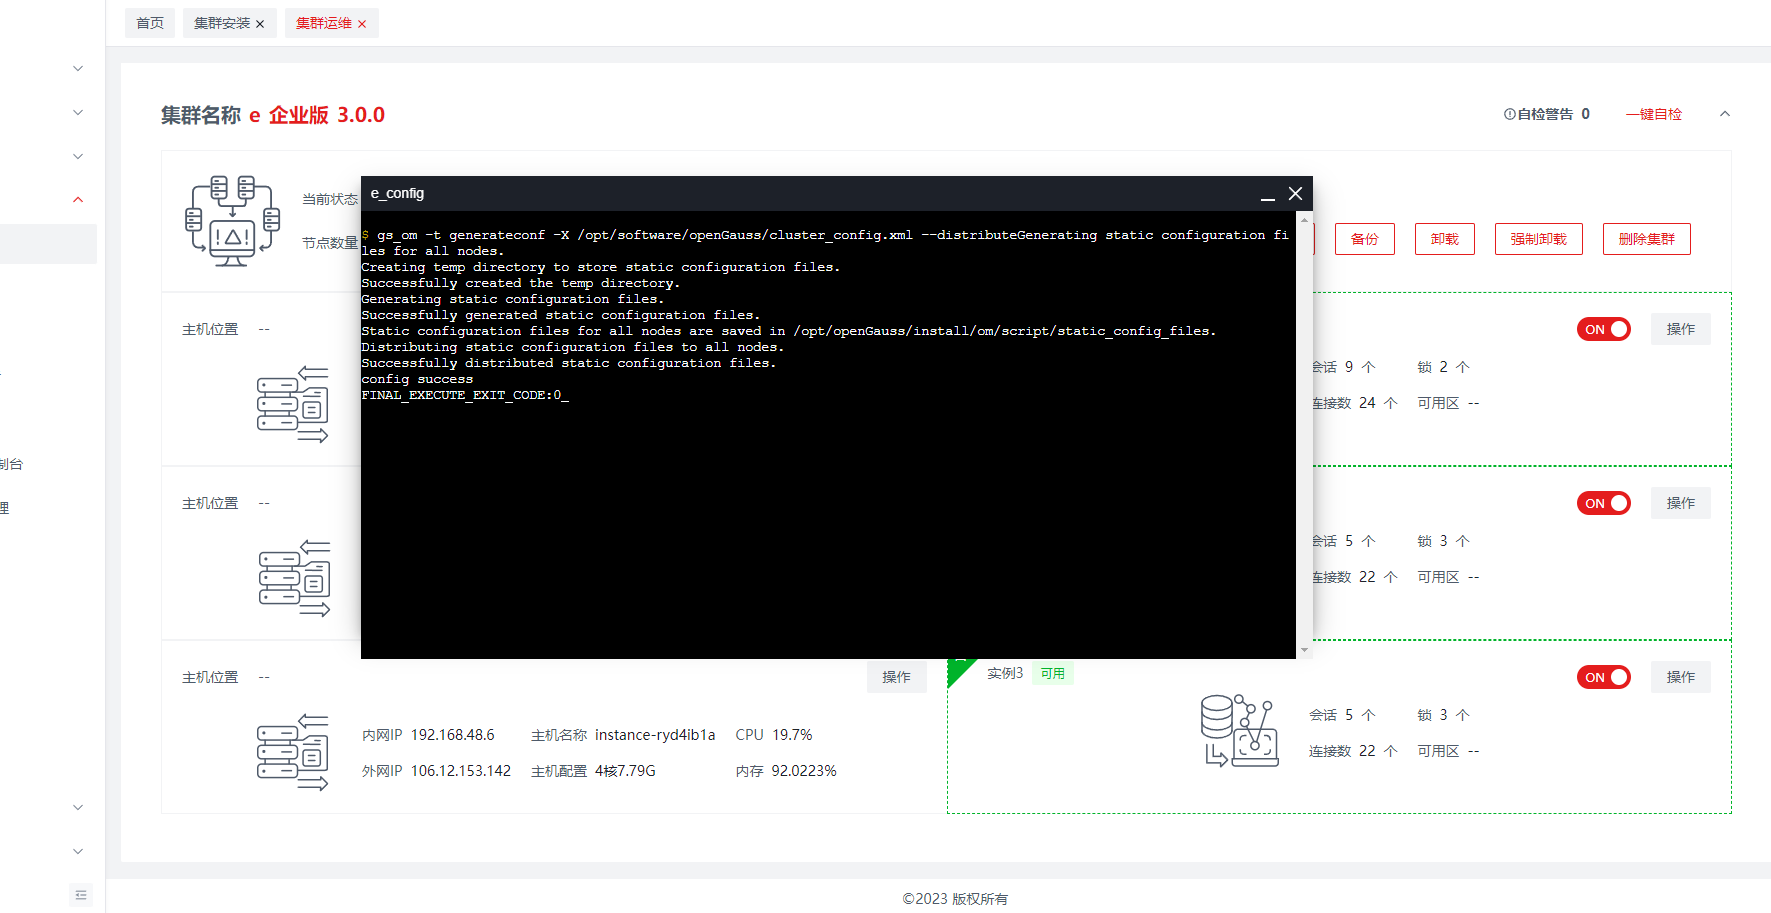 首页 集群安装 × 集群运维 ×
集群名称 e 企业版 3.0.0
自检警告 0 一键自检
当前状态
节点数量
备份 卸载 强制卸载 删除集群
e_config
$ gs_om -t generateconf -X /opt/software/openGauss/cluster_config.xml --distributeGenerating static configuration fi
les for all nodes.
Creating temp directory to store static configuration files.
Successfully created the temp directory.
Generating static configuration files.
Successfully generated static configuration files.
Static configuration files for all nodes are saved in /opt/openGauss/install/om/script/static_config_files.
Distributing static configuration files to all nodes.
Successfully distributed static configuration files.
config success
FINAL_EXECUTE_EXIT_CODE:0_
主机位置 --
ON 操作
会话 9 个 锁 2 个
连接数 24 个 可用区 --
制台
理
主机位置 --
ON 操作
会话 5 个 锁 3 个
连接数 22 个 可用区 --
主机位置 -- 操作
内网IP 192.168.48.6 主机名称 instance-ryd4ib1a CPU 19.7%
外网IP 106.12.153.142 主机配置 4核7.79G 内存 92.0223%
实例3 可用
ON 操作
会话 5 个 锁 3 个
连接数 22 个 可用区 --
©2023 版权所有